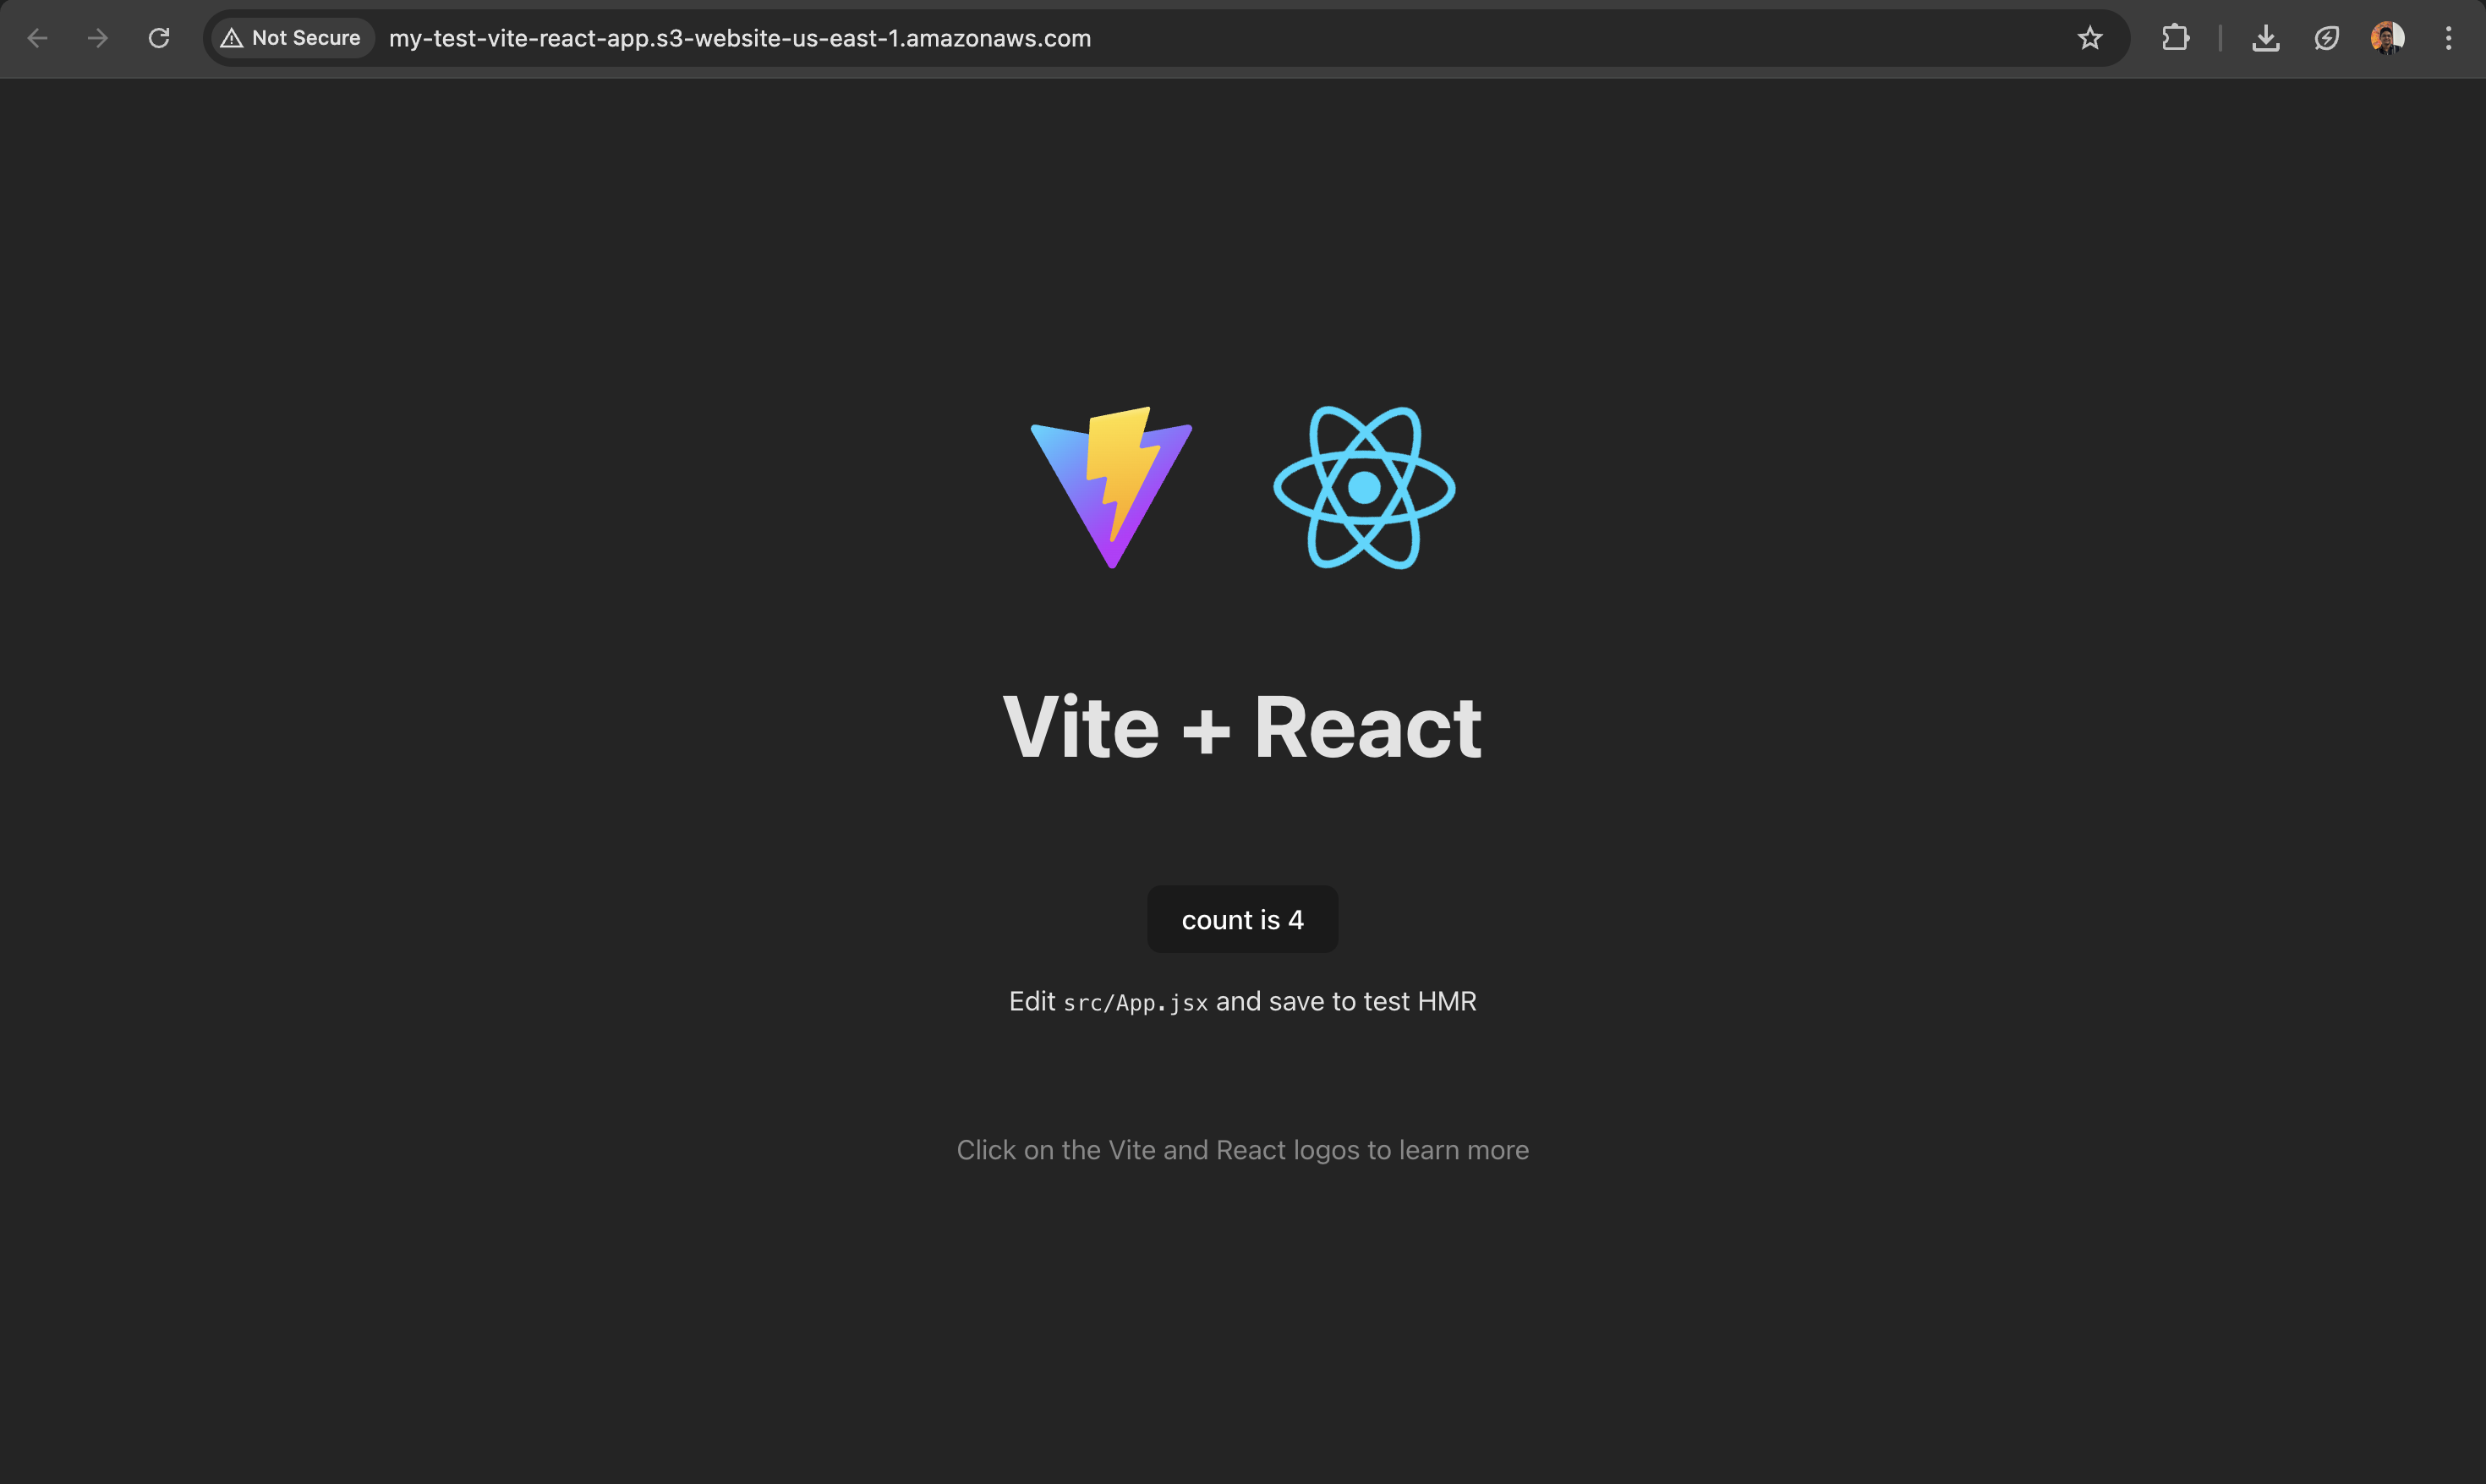 Not Secure my-test-vite-react-app.s3-website-us-east-1.amazonaws.com
Vite + React
count is 4
Edit src/App.jsx and save to test HMR
Click on the Vite and React logos to learn more